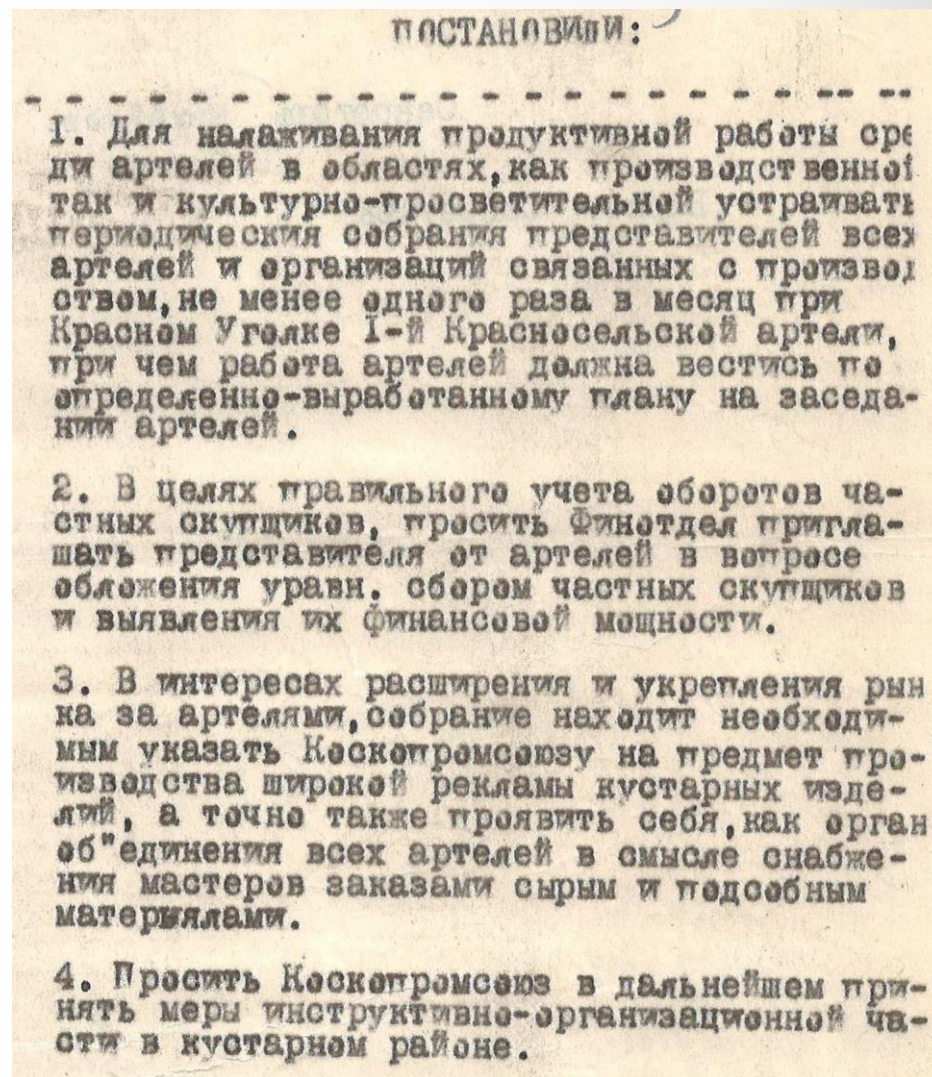 ПОСТАНОВИЛИ:
1. Для налаживания продуктивной работы сре
ди артелей в областях,как производственной
так и культурно-просветительной устраивать
периодическия собрания представителей всех
артелей и организаций связанных с производ
ством,не менее одного раза в месяц при
Красном Уголке I-й Красносельской артели,
при чем работа артелей должна вестись по
определенно-выработанному плану на заседа-
нии артелей.
2. В целях правильного учета оборотов ча-
стных скупщиков, просить Финотдел пригла-
шать представителя от артелей в вопросе
обложения уравн. сбором частных скупщиков
и выявления их финансовой мощности.
3. В интересах расширения и укрепления рын
ка за артелями,собрание находит необходи-
мым указать Коскопромсоюзу на предмет про-
изводства широкой рекламы кустарных изде-
лий, а точно также проявить себя,как орган
об"единения всех артелей в смысле снабже-
ния мастеров заказами сырым и подсобным
материялами.
4. Просить Коскопромсоюз в дальнейшем при-
нять меры инструктивно-организационной ча-
сти в кустарном районе.